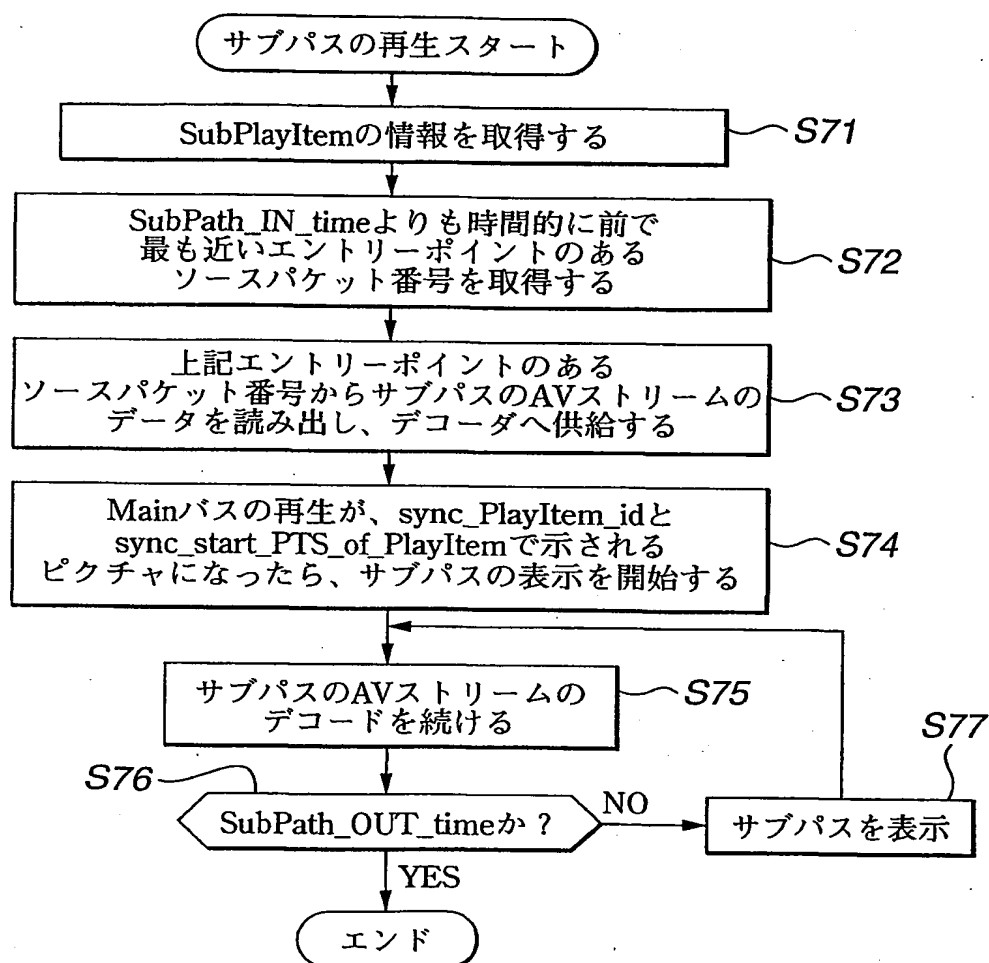 サブパスの再生スタート
SubPlayItemの情報を取得する
S71
SubPath_IN_timeよりも時間的に前で
最も近いエントリーポイントのある
ソースパケット番号を取得する
S72
上記エントリーポイントのある
ソースパケット番号からサブパスのAVストリームの
データを読み出し、デコーダへ供給する
S73
Mainパスの再生が、sync_PlayItem_idと
sync_start_PTS_of_PlayItemで示される
ピクチャになったら、サブパスの表示を開始する
S74
サブパスのAVストリームの
デコードを続ける
S75
S76
SubPath_OUT_timeか?
NO
サブパスを表示
S77
YES
エンド